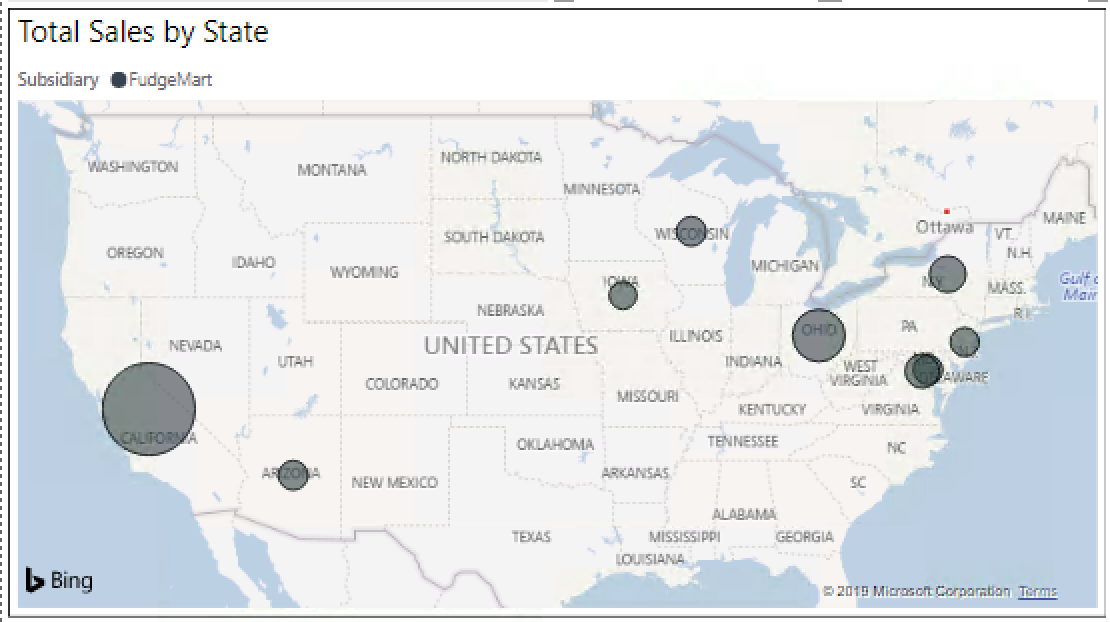 Total Sales by State
Subsidiary FudgeMart
WASHINGTON
MONTANA
NORTH DAKOTA
MINNESOTA
SOUTH DAKOTA
WISCONSIN
Ottawa
MAINE
VT.
N.H.
OREGON
IDAHO
WYOMING
MICHIGAN
IOWA
NY
MASS.
Gulf o
Main
R.I
NEBRASKA
NEVADA
UTAH
UNITED STATES
ILLINOIS
OHIO
PA
INDIANA
WEST
VIRGINIA
COLORADO
KANSAS
MISSOURI
KENTUCKY
VIRGINIA
CALIFORNIA
OKLAHOMA
TENNESSEE
NC
ARIZONA
NEW MEXICO
ARKANSAS
SC
ALABAMA
TEXAS
MISSISSIPPI
GEORGIA
LOUISIANA
Bing
© 2019 Microsoft Corporation Terms